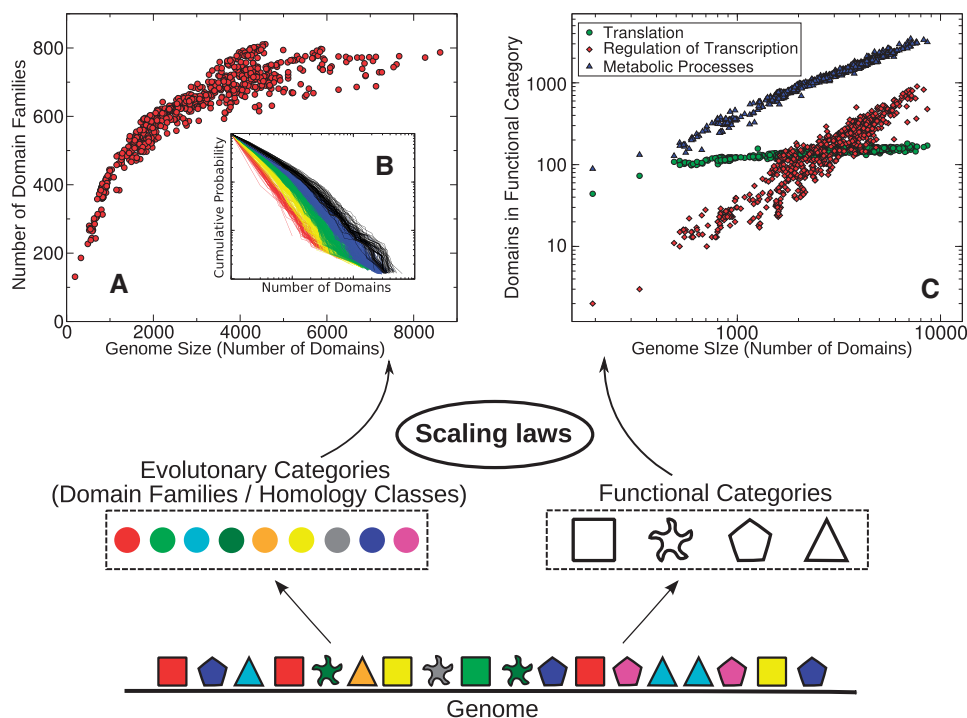 Number of Domain Families
800
600
400
200
0
0
2000
4000
6000
8000
Genome Size (Number of Domains)
A
B
Cumulative Probability
Number of Domains
Domains in Functional Category
1000
100
10
1000
10000
Genome SIze (Number of Domains)
Translation
Regulation of Transcription
Metabolic Processes
C
Scaling laws
Evolutonary Categories
(Domain Families / Homology Classes)
Functional Categories
Genome